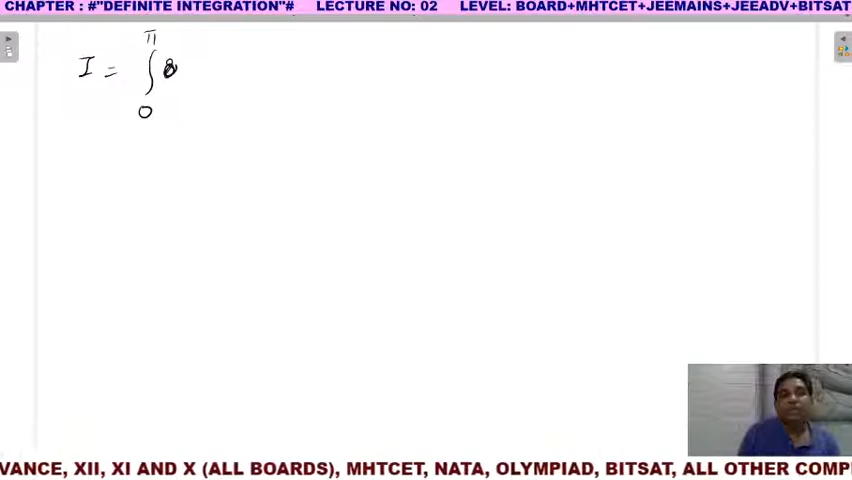 CHAPTER : #"DEFINITE INTEGRATION"# LECTURE NO: 02 LEVEL: BOARD+MHTCET+JEEMAINS+JEEADV+BITSAT
π
I = ∫
0
VANCE, XII, XI AND X (ALL BOARDS), MHTCET, NATA, OLYMPIAD, BITSAT, ALL OTHER COMP